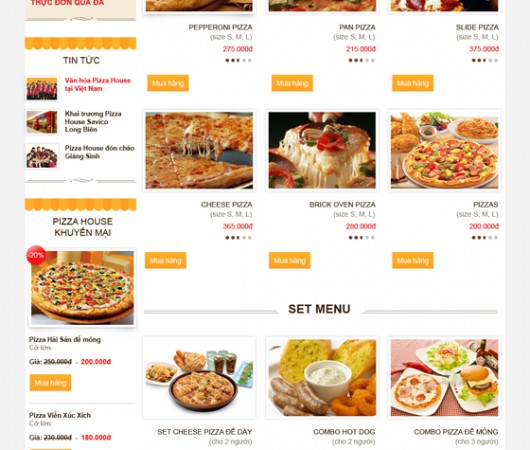 THỰC ĐƠN QUA ĐA
TIN TỨC
Văn hóa Pizza House
tại Việt Nam
Khai trương Pizza
House Savico
Long Biên
Pizza House đón chào
Giáng Sinh
PIZZA HOUSE
KHUYẾN MẠI
-20%
Pizza Hải Sản đế mỏng
Cỡ lớn
Giá: 250.000đ - 200.000đ
Mua hàng
Pizza Viền Xúc Xích
Cỡ lớn
Giá: 230.000đ - 180.000đ
Mua hàng
PEPPERONI PIZZA
(size S, M, L)
275.000đ
Mua hàng
PAN PIZZA
(size S, M, L)
215.000đ
Mua hàng
SLIDE PIZZA
(size S, M, L)
375.000đ
Mua hàng
CHEESE PIZZA
(size S, M, L)
365.000đ
Mua hàng
BRICK OVEN PIZZA
(size S, M, L)
280.000đ
Mua hàng
PIZZAS
(size S, M, L)
200.000đ
Mua hàng
SET MENU
SET CHEESE PIZZA ĐẾ DÀY
(cho 2 người)
COMBO HOT DOG
(cho 2 người)
COMBO PIZZA ĐẾ MỎNG
(cho 3 người)